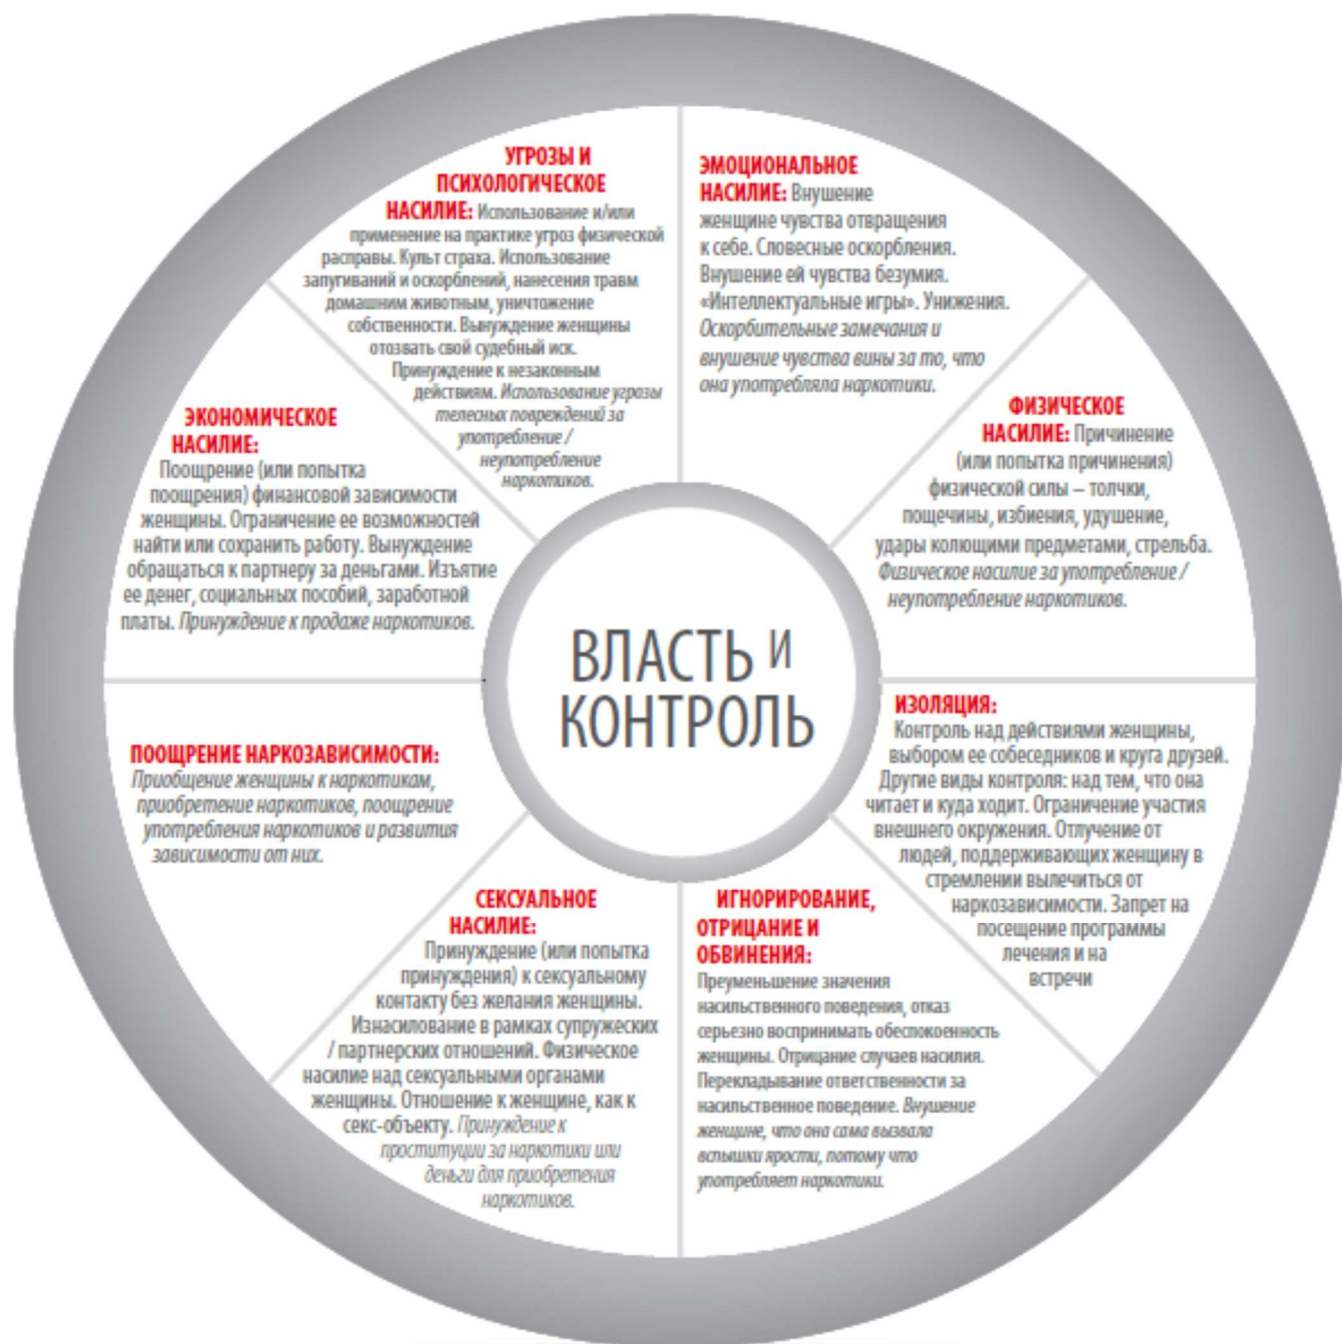 УГРОЗЫ И
ПСИХОЛОГИЧЕСКОЕ
НАСИЛИЕ: Использование и/или
применение на практике угроз физической
расправы. Культ страха. Использование
запугиваний и оскорблений, нанесения травм
домашним животным, уничтожение
собственности. Вынуждение женщины
отозвать свой судебный иск.
Принуждение к незаконным
действиям. Использование угрозы
телесных повреждений за
употребление /
неупотребление
наркотиков.
ЭМОЦИОНАЛЬНОЕ
НАСИЛИЕ: Внушение
женщине чувства отвращения
к себе. Словесные оскорбления.
Внушение ей чувства безумия.
«Интеллектуальные игры». Унижения.
Оскорбительные замечания и
внушение чувства вины за то, что
она употребляла наркотики.
ФИЗИЧЕСКОЕ
НАСИЛИЕ: Причинение
(или попытка причинения)
физической силы – толчки,
пощечины, избиения, удушение,
удары колющими предметами, стрельба.
Физическое насилие за употребление /
неупотребление наркотиков.
ИЗОЛЯЦИЯ:
Контроль над действиями женщины,
выбором ее собеседников и круга друзей.
Другие виды контроля: над тем, что она
читает и куда ходит. Ограничение участия
внешнего окружения. Отлучение от
людей, поддерживающих женщину в
стремлении вылечиться от
наркозависимости. Запрет на
посещение программы
лечения и на
встречи
ИГНОРИРОВАНИЕ,
ОТРИЦАНИЕ И
ОБВИНЕНИЯ:
Преуменьшение значения
насильственного поведения, отказ
серьезно воспринимать обеспокоенность
женщины. Отрицание случаев насилия.
Перекладывание ответственности за
насильственное поведение. Внушение
женщине, что она сама вызвала
вспышки ярости, потому что
употребляет наркотики.
СЕКСУАЛЬНОЕ
НАСИЛИЕ:
Принуждение (или попытка
принуждения) к сексуальному
контакту без желания женщины.
Изнасилование в рамках супружеских
/ партнерских отношений. Физическое
насилие над сексуальными органами
женщины. Отношение к женщине, как к
секс-объекту. Принуждение к
проституции за наркотики или
деньги для приобретения
наркотиков.
ПООЩРЕНИЕ НАРКОЗАВИСИМОСТИ:
Приобщение женщины к наркотикам,
приобретение наркотиков, поощрение
употребления наркотиков и развития
зависимости от них.
ЭКОНОМИЧЕСКОЕ
НАСИЛИЕ:
Поощрение (или попытка
поощрения) финансовой зависимости
женщины. Ограничение ее возможностей
найти или сохранить работу. Вынуждение
обращаться к партнеру за деньгами. Изъятие
ее денег, социальных пособий, заработной
платы. Принуждение к продаже наркотиков.
ВЛАСТЬ И
КОНТРОЛЬ